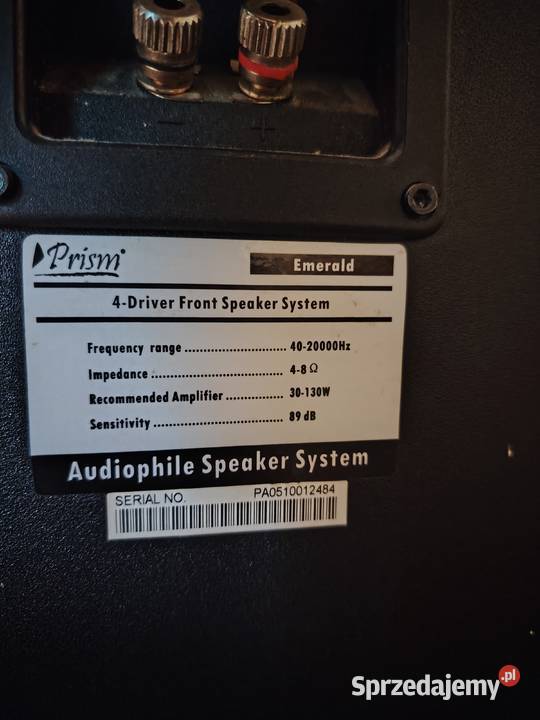 - +
Prism
Emerald
4-Driver Front Speaker System
Frequency range .............................. 40-20000Hz
Impedance ....................................... 4-8 Ω
Recommended Amplifier ................. 30-130W
Sensitivity ....................................... 89 dB
Audiophile Speaker System
SERIAL NO. PA0510012484
Sprzedajemy.pl